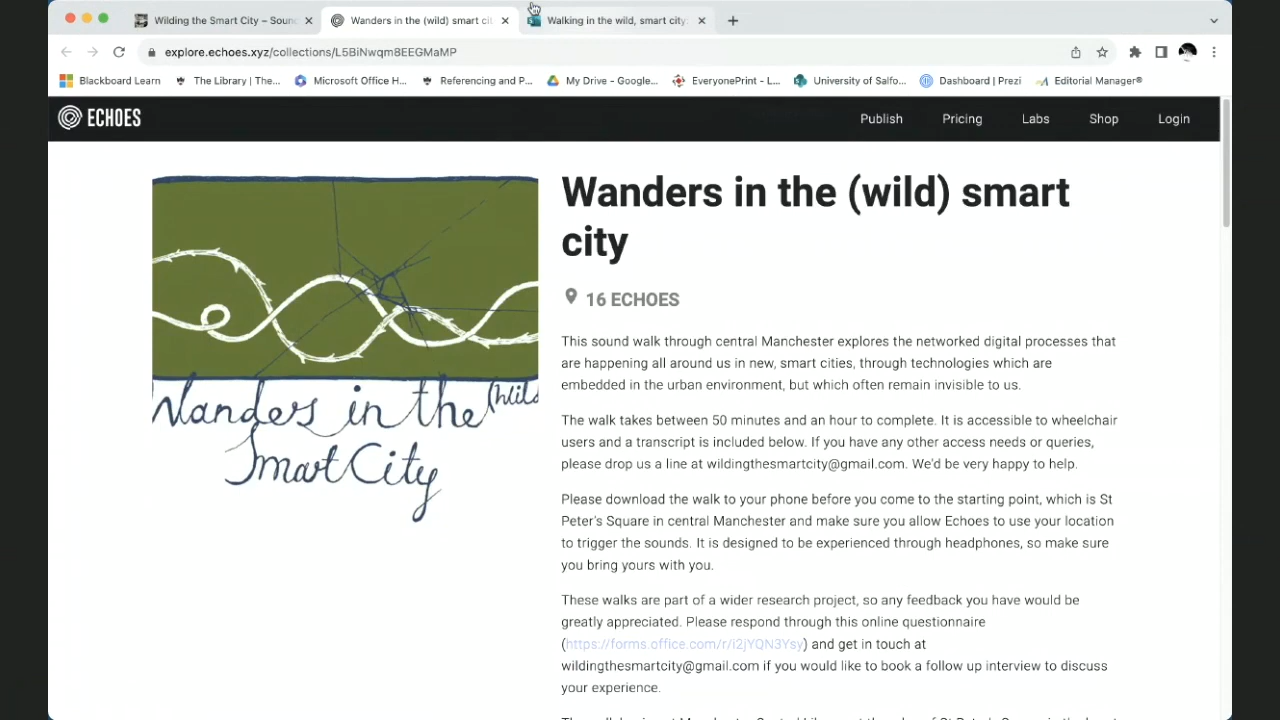 Wilding the Smart City – Soun
Wanders in the (wild) smart ci
Walking in the wild, smart city
explore.echoes.xyz/collections/L5BiNwqm8EEGMaMP
Blackboard Learn
The Library | The...
Microsoft Office H...
Referencing and P...
My Drive - Google...
EveryonePrint - L...
University of Salfo...
Dashboard | Prezi
Editorial Manager®
ECHOES
Publish
Pricing
Labs
Shop
Login
Wanders in the (wild
Smart City
Wanders in the (wild) smart
city
16 ECHOES
This sound walk through central Manchester explores the networked digital processes that
are happening all around us in new, smart cities, through technologies which are
embedded in the urban environment, but which often remain invisible to us.
The walk takes between 50 minutes and an hour to complete. It is accessible to wheelchair
users and a transcript is included below. If you have any other access needs or queries,
please drop us a line at wildingthesmartcity@gmail.com. We'd be very happy to help.
Please download the walk to your phone before you come to the starting point, which is St
Peter's Square in central Manchester and make sure you allow Echoes to use your location
to trigger the sounds. It is designed to be experienced through headphones, so make sure
you bring yours with you.
These walks are part of a wider research project, so any feedback you have would be
greatly appreciated. Please respond through this online questionnaire
(https://forms.office.com/r/i2jYQN3Ysy) and get in touch at
wildingthesmartcity@gmail.com if you would like to book a follow up interview to discuss
your experience.